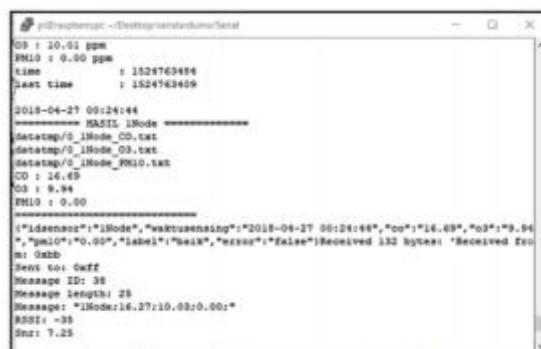 pi@raspberrypi: ~/Desktop/serialarduino/Serial
O3 : 10.01 ppm
PM10 : 0.00 ppm
time : 1524763484
last time : 1524763409
2018-04-27 00:24:44
========== HASIL 1Node =============
datatmp/0_1Node_CO.txt
datatmp/0_1Node_O3.txt
datatmp/0_1Node_PM10.txt
CO : 16.69
O3 : 9.94
PM10 : 0.00
============================
{"idsensor":"1Node","waktusensing":"2018-04-27 00:24:44","co":"16.69","o3":"9.94
","pm10":"0.00","label":"baik","error":"false"}Received 132 bytes: 'Received fro
m: 0xbb
Sent to: 0xff
Message ID: 38
Message length: 25
Message: "1Node;16.27;10.03;0.00;"
RSSI: -35
Snr: 7.25